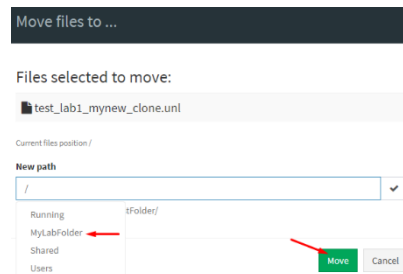 Move files to ...
Files selected to move:
test_lab1_mynew_clone.unl
Current files position /
New path
/
tFolder/
Running
MyLabFolder
Shared
Users
Move Cancel